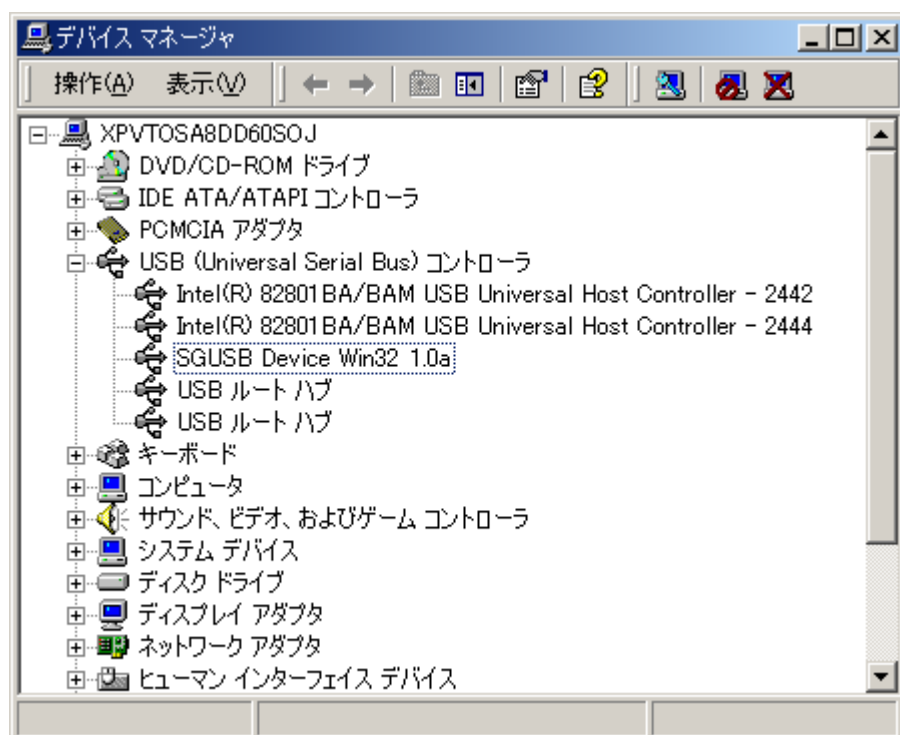 デバイス マネージャ
操作(A) 表示(V)
XPVTOSA8DD60SOJ
DVD/CD-ROM ドライブ
IDE ATA/ATAPI コントローラ
PCMCIA アダプタ
USB (Universal Serial Bus) コントローラ
Intel(R) 82801BA/BAM USB Universal Host Controller - 2442
Intel(R) 82801BA/BAM USB Universal Host Controller - 2444
SGUSB Device Win32 1.0a
USB ルート ハブ
USB ルート ハブ
キーボード
コンピュータ
サウンド、ビデオ、およびゲーム コントローラ
システム デバイス
ディスク ドライブ
ディスプレイ アダプタ
ネットワーク アダプタ
ヒューマン インターフェイス デバイス